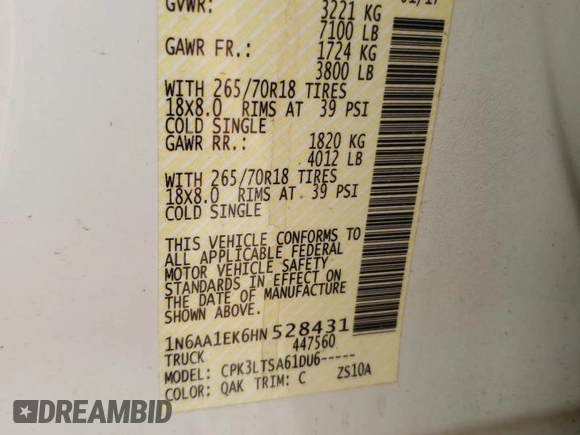 GVWR: 01/17
3221 KG
7100 LB
GAWR FR.: 1724 KG
3800 LB
WITH 265/70R18 TIRES
18X8.0 RIMS AT 39 PSI
COLD SINGLE
GAWR RR.: 1820 KG
4012 LB
WITH 265/70R18 TIRES
18X8.0 RIMS AT 39 PSI
COLD SINGLE
THIS VEHICLE CONFORMS TO
ALL APPLICABLE FEDERAL
MOTOR VEHICLE SAFETY
STANDARDS IN EFFECT ON
THE DATE OF MANUFACTURE
SHOWN ABOVE.
1N6AA1EK6HN528431
TRUCK 447560
MODEL: CPK3LTSA61DU6-----
COLOR: QAK TRIM: C ZS10A
DREAMBID